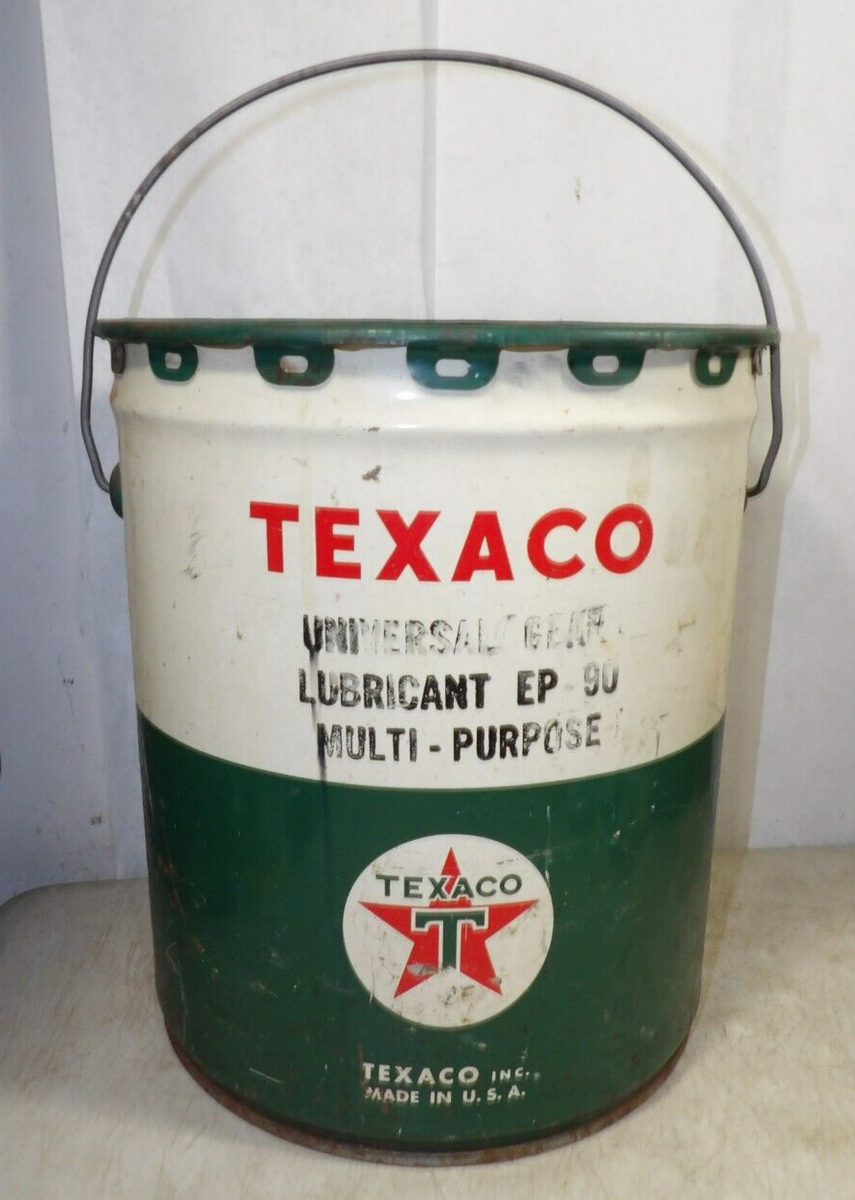 TEXACO
UNIVERSAL GEAR
LUBRICANT EP 90
MULTI-PURPOSE
TEXACO
T
TEXACO INC.
MADE IN U.S.A.